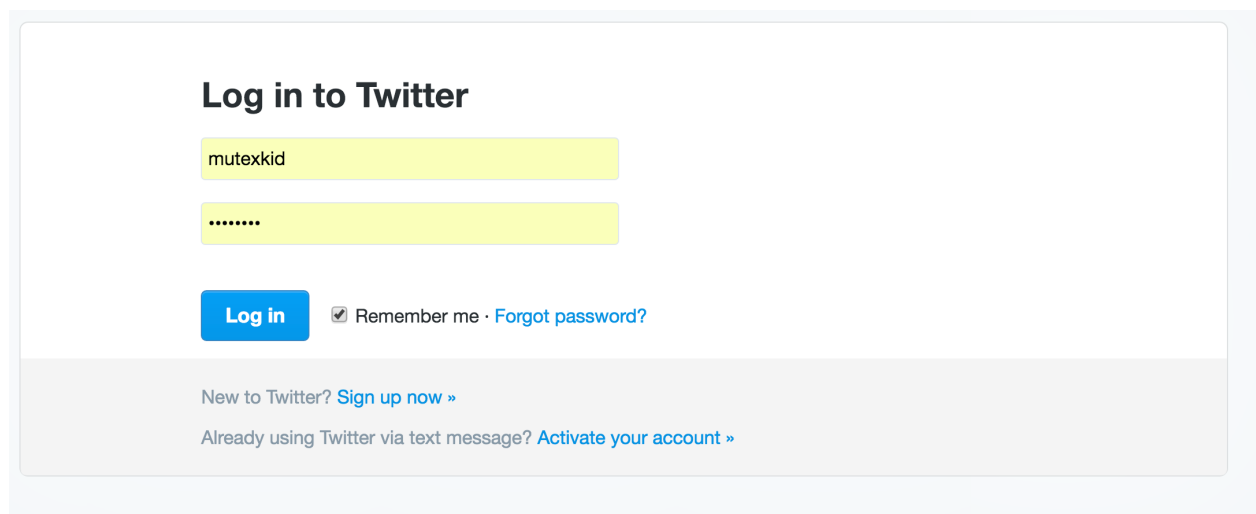 Log in to Twitter
mutexkid
••••••••
Log in Remember me · Forgot password?
New to Twitter? Sign up now »
Already using Twitter via text message? Activate your account »